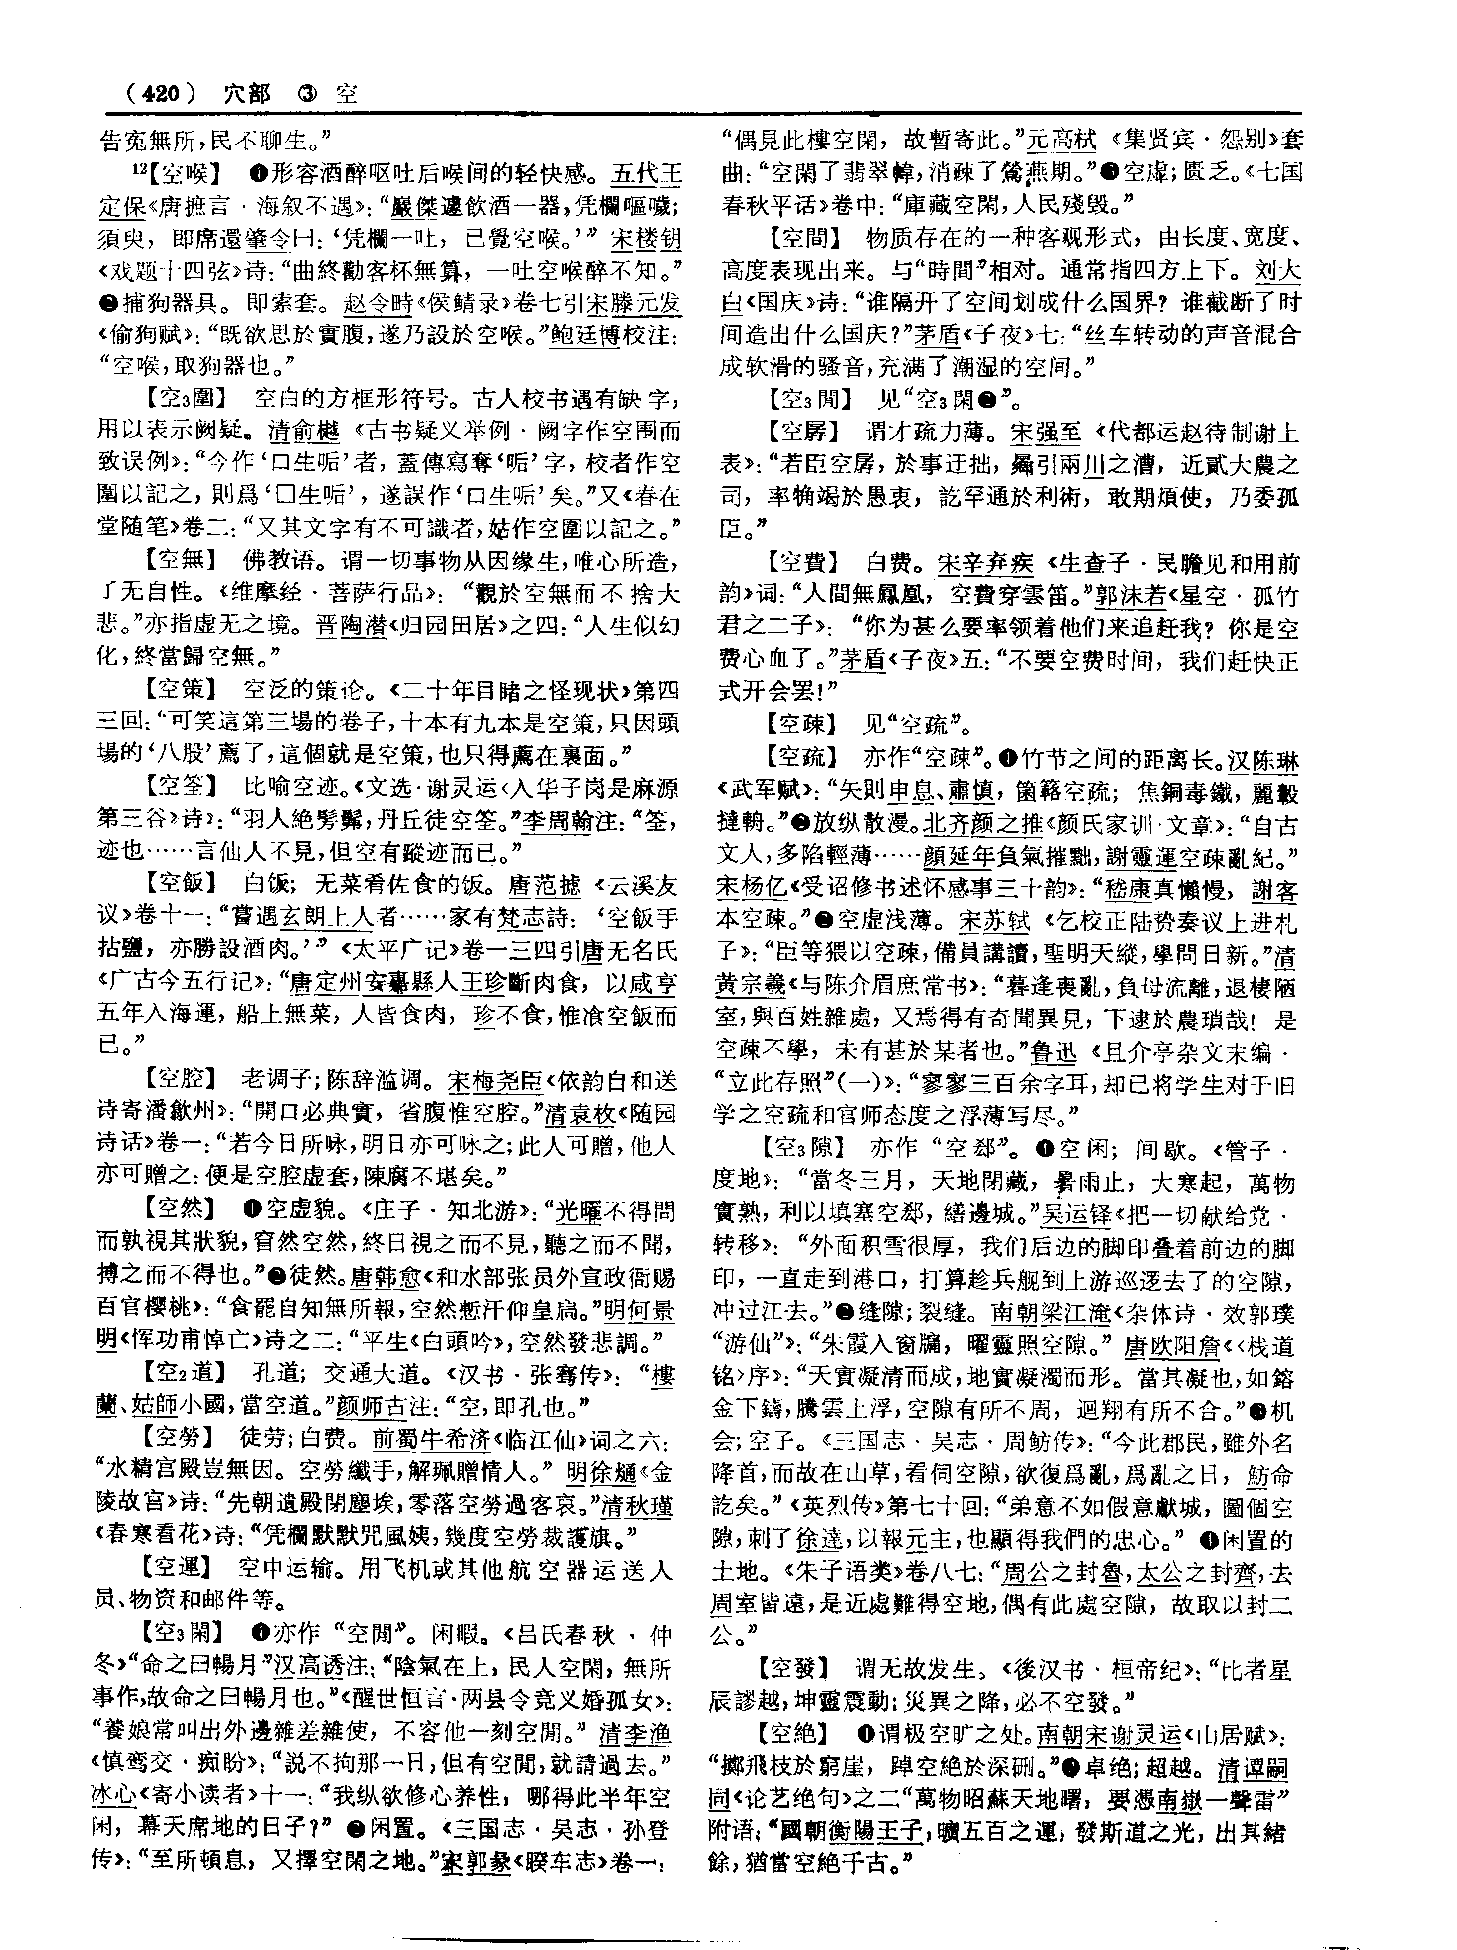 （420） 穴部 ③ 空
告寃無所，民不聊生。”
12【空喉】 ❶形容酒醉呕吐后喉间的轻快感。五代王
定保《唐摭言·海叙不遇》：“巖傑遽飲酒一器，凭欄嘔噦；
須臾，即席還肇令曰：‘凭欄一吐，已覺空喉。’” 宋楼钥
《戏题十四弦》诗：“曲終勸客杯無算，一吐空喉醉不知。”
❷捕狗器具。即索套。赵令畤《侯鲭录》卷七引宋滕元发
《偷狗赋》：“既欲思於實腹，遂乃設於空喉。”鲍廷博校注：
“空喉，取狗器也。”
【空3圍】 空白的方框形符号。古人校书遇有缺字，
用以表示阙疑。清俞樾《古书疑义举例·阙字作空围而
致误例》：“今作‘口生㖃’者，蓋傳寫奪‘㖃’字，校者作空
圍以記之，則爲‘囗生㖃’，遂誤作‘口生㖃’矣。”又《春在
堂随笔》卷二：“又其文字有不可識者，姑作空圍以記之。”
【空無】 佛教语。谓一切事物从因缘生，唯心所造，
了无自性。《维摩经·菩萨行品》：“觀於空無而不捨大
悲。”亦指虚无之境。晋陶潜《归园田居》之四：“人生似幻
化，終當歸空無。”
【空策】 空泛的策论。《二十年目睹之怪现状》第四
三回：“可笑這第三場的卷子，十本有九本是空策，只因頭
場的‘八股’薦了，這個就是空策，也只得薦在裏面。”
【空筌】 比喻空迹。《文选·谢灵运〈入华子岗是麻源
第三谷〉诗》：“羽人絶髣髴，丹丘徒空筌。”李周翰注：“筌，
迹也……言仙人不見，但空有蹤迹而已。”
【空飯】 白饭；无菜肴佐食的饭。唐范摅《云溪友
议》卷十一：“嘗遇玄朗上人者……家有梵志詩：‘空飯手
拈鹽，亦勝設酒肉。’”《太平广记》卷一三四引唐无名氏
《广古今五行记》：“唐定州安嘉縣人王珍斷肉食，以咸亨
五年入海運，船上無菜，人皆食肉，珍不食，惟飡空飯而
已。”
【空腔】 老调子；陈辞滥调。宋梅尧臣《依韵白和送
诗寄潘歙州》：“開口必典實，省腹惟空腔。”清袁枚《随园
诗话》卷一：“若今日所咏，明日亦可咏之；此人可贈，他人
亦可贈之：便是空腔虚套，陳腐不堪矣。”
【空然】 ❶空虚貌。《庄子·知北游》：“光曜不得問
而孰視其狀貌，窅然空然，終日視之而不見，聽之而不聞，
搏之而不得也。”❷徒然。唐韩愈《和水部张员外宣政衙赐
百官樱桃》：“食罷自知無所報，空然慙汗仰皇扃。”明何景
明《恽功甫悼亡》诗之二：“平生《白頭吟》，空然發悲調。”
【空2道】 孔道；交通大道。《汉书·张骞传》：“樓
蘭、姑師小國，當空道。”颜师古注：“空，即孔也。”
【空勞】 徒劳；白费。前蜀牛希济《临江仙》词之六：
“水精宫殿豈無因。空勞纖手，解珮贈情人。” 明徐𤊹《金
陵故宫》诗：“先朝遺殿閉塵埃，零落空勞過客哀。”清秋瑾
《春寒看花》诗：“凭欄默默咒風姨，幾度空勞裁護旗。”
【空運】 空中运输。用飞机或其他航空器运送人
员、物资和邮件等。
【空3閑】 ❶亦作“空閒”。闲暇。《吕氏春秋·仲
冬》“命之曰暢月”汉高诱注：“陰氣在上，民人空閑，無所
事作，故命之曰暢月也。”《醒世恒言·两县令竞义婚孤女》：
“養娘常叫出外邊雜差雜使，不容他一刻空閒。” 清李渔
《慎鸾交·痴盼》：“説不拘那一日，但有空閒，就請過去。”
冰心《寄小读者》十一：“我纵欲修心养性，哪得此半年空
闲，幕天席地的日子？” ❷闲置。《三国志·吴志·孙登
传》：“至所頓息，又擇空閑之地。”宋郭彖《睽车志》卷一：
“偶見此樓空閑，故暫寄此。”元高栻《集贤宾·怨别》套
曲：“空閑了翡翠幃，消疎了鶯燕期。”❸空虚；匮乏。《七国
春秋平话》卷中：“庫藏空閑，人民殘毁。”
【空間】 物质存在的一种客观形式，由长度、宽度、
高度表现出来。与“時間”相对。通常指四方上下。刘大
白《国庆》诗：“谁隔开了空间划成什么国界？谁截断了时
间造出什么国庆？”茅盾《子夜》七：“丝车转动的声音混合
成软滑的骚音，充满了潮湿的空间。”
【空3閒】 见“空3閑❷”。
【空孱】 谓才疏力薄。宋强至《代都运赵待制谢上
表》：“若臣空孱，於事迂拙，曏引兩川之漕，近貳大農之
司，率犄竭於愚衷，訖罕通於利術，敢期煩使，乃委孤
臣。”
【空費】 白费。宋辛弃疾《生查子·民瞻见和用前
韵》词：“人間無鳳凰，空費穿雲笛。”郭沫若《星空·孤竹
君之二子》：“你为甚么要率领着他们来追赶我？你是空
费心血了。”茅盾《子夜》五：“不要空费时间，我们赶快正
式开会罢！”
【空疎】 见“空疏”。
【空疏】 亦作“空疎”。❶竹节之间的距离长。汉陈琳
《武军赋》：“矢則申息、肅慎，箘簵空疏；焦銅毒鐵，麗轂
撻輈。”❷放纵散漫。北齐颜之推《颜氏家训·文章》：“自古
文人，多陷輕薄……顔延年負氣摧黜，謝靈運空疎亂紀。”
宋杨亿《受诏修书述怀感事三十韵》：“嵇康真懶慢，謝客
本空疎。”❸空虚浅薄。宋苏轼《乞校正陆贽奏议上进札
子》：“臣等猥以空疎，備員講讀，聖明天縱，學問日新。”清
黄宗羲《与陈介眉庶常书》：“暮逢喪亂，負母流離，退棲陋
室，與百姓雜處，又焉得有奇聞異見，下逮於農瑣哉！是
空疎不學，未有甚於某者也。”鲁迅《且介亭杂文末编·
“立此存照”（一）》：“寥寥三百余字耳，却已将学生对于旧
学之空疏和官师态度之浮薄写尽。”
【空3隙】 亦作“空郄”。❶空闲；间歇。《管子·
度地》：“當冬三月，天地閉藏，暑雨止，大寒起，萬物
實熟，利以填塞空郄，繕邊城。”吴运铎《把一切献给党·
转移》：“外面积雪很厚，我们后边的脚印叠着前边的脚
印，一直走到港口，打算趁兵舰到上游巡逻去了的空隙，
冲过江去。”❷缝隙；裂缝。南朝梁江淹《杂体诗·效郭璞
“游仙”》：“朱霞入窗牖，曜靈照空隙。” 唐欧阳詹《〈栈道
铭〉序》：“天實凝清而成，地實凝濁而形。當其凝也，如鎔
金下鑄，騰雲上浮，空隙有所不周，迴翔有所不合。”❸机
会；空子。《三国志·吴志·周鲂传》：“今此郡民，雖外名
降首，而故在山草，看伺空隙，欲復爲亂，爲亂之日，魴命
訖矣。”《英烈传》第七十回：“弟意不如假意獻城，圖個空
隙，刺了徐達，以報元主，也顯得我們的忠心。” ❹闲置的
土地。《朱子语类》卷八七：“周公之封魯，太公之封齊，去
周室皆遠，是近處難得空地，偶有此處空隙，故取以封二
公。”
【空發】 谓无故发生。《後汉书·桓帝纪》：“比者星
辰謬越，坤靈震動；災異之降，必不空發。”
【空絶】 ❶谓极空旷之处。南朝宋谢灵运《山居赋》：
“擲飛枝於窮崖，踔空絶於深硎。”❷卓绝；超越。清谭嗣
同《论艺绝句》之二“萬物昭蘇天地曙，要憑南嶽一聲雷”
附语：“國朝衡陽王子，曠五百之運，發斯道之光，出其緒
餘，猶當空絶千古。”